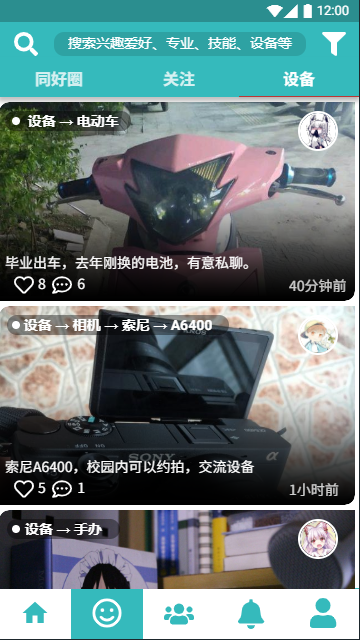 12:00
搜索兴趣爱好、专业、技能、设备等
同好圈
关注
设备
设备 → 电动车
毕业出车，去年刚换的电池，有意私聊。
8
6
40分钟前
设备 → 相机 → 索尼 → A6400
SONY
α
索尼A6400，校园内可以约拍，交流设备
5
1
1小时前
设备 → 手办